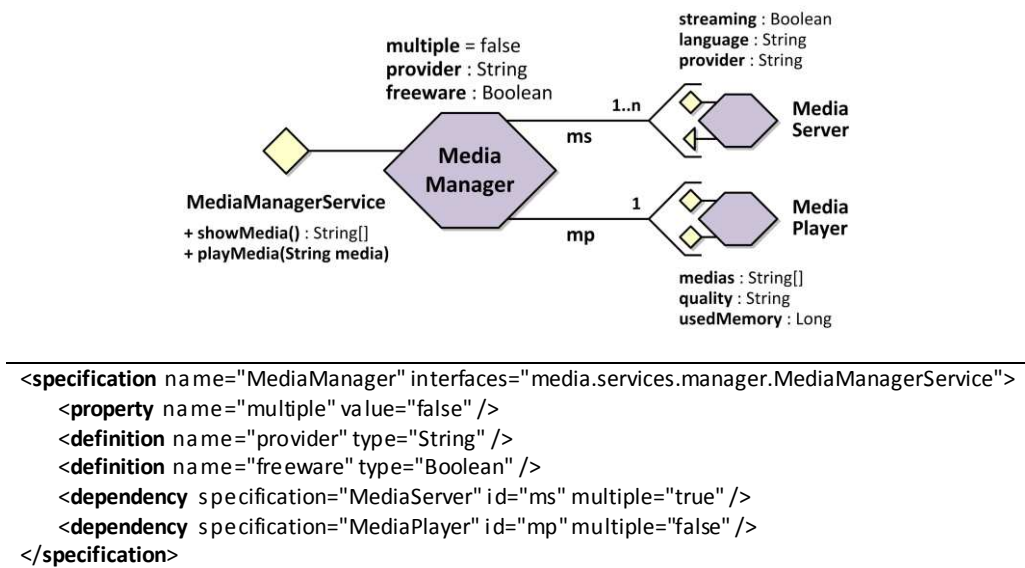 streaming : Boolean
language : String
provider : String
multiple = false
provider : String
freeware : Boolean
1..n
ms
Media
Server
Media
Manager
MediaManagerService
+ showMedia() : String[]
+ playMedia(String media)
1
mp
Media
Player
medias : String[]
quality : String
usedMemory : Long
<specification name="MediaManager" interfaces="media.services.manager.MediaManagerService">
<property name="multiple" value="false" />
<definition name="provider" type="String" />
<definition name="freeware" type="Boolean" />
<dependency specification="MediaServer" id="ms" multiple="true" />
<dependency specification="MediaPlayer" id="mp" multiple="false" />
</specification>